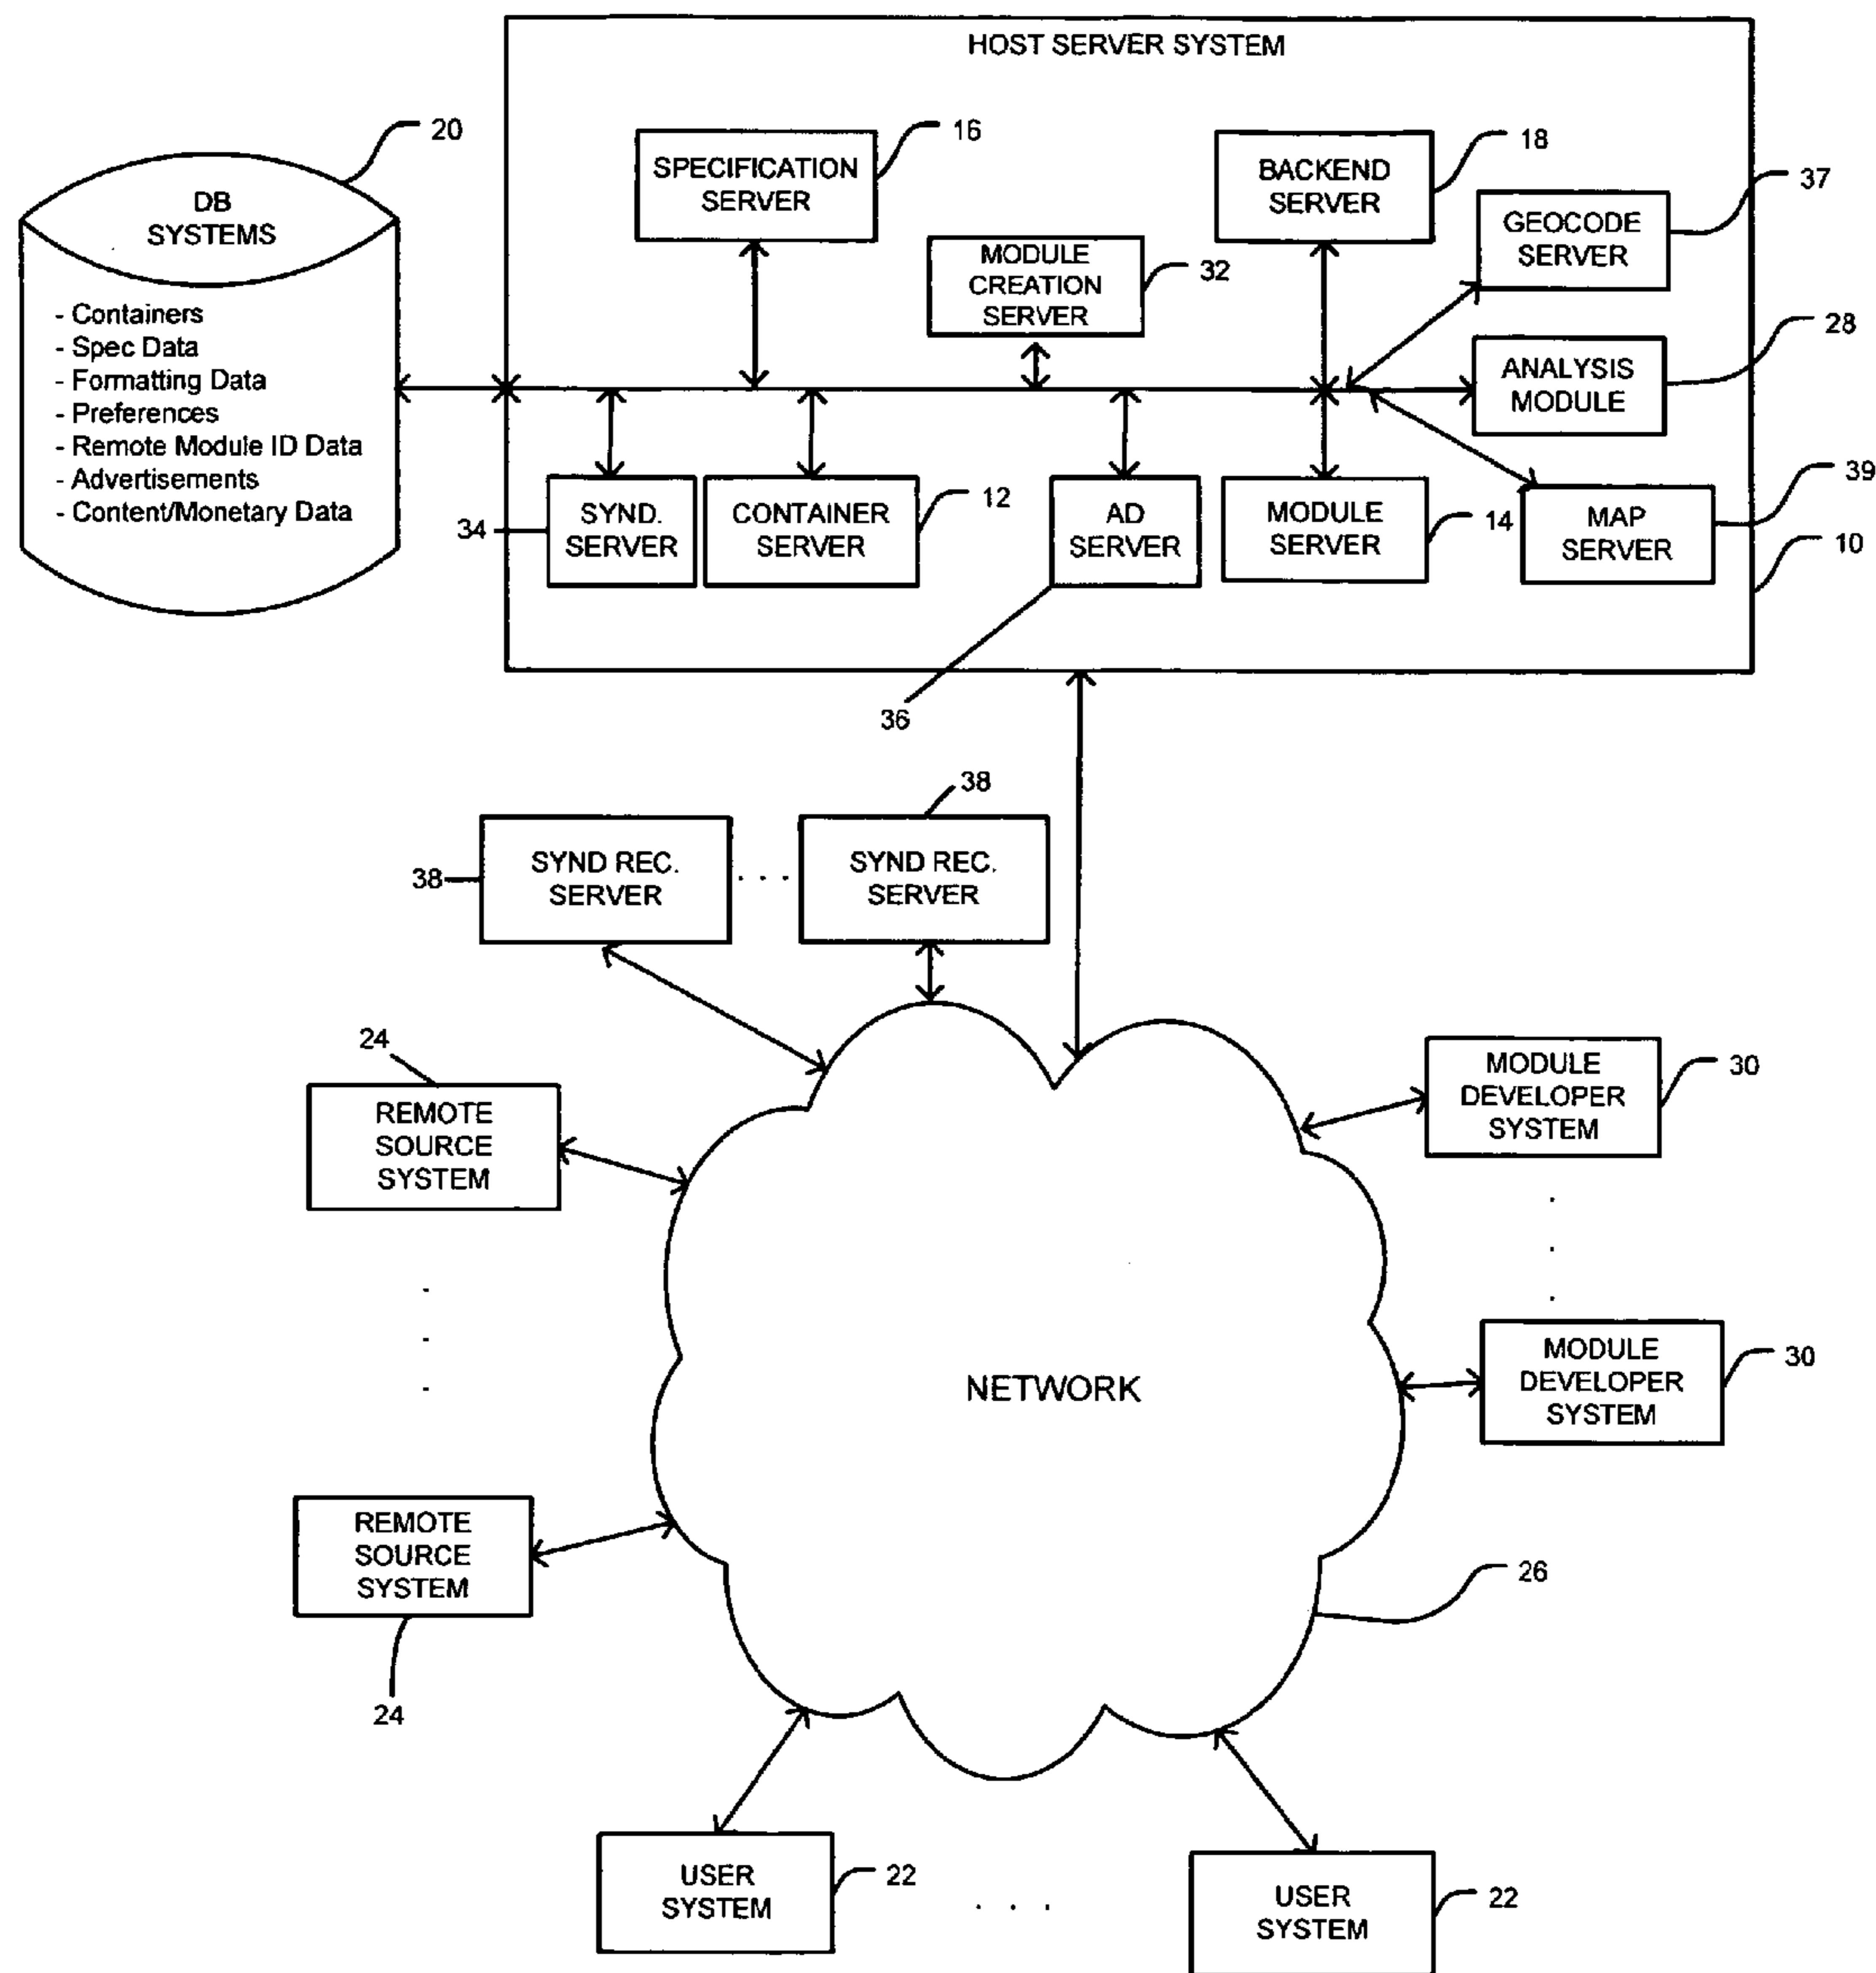 HOST SERVER SYSTEM
20
DB
SYSTEMS
- Containers
- Spec Data
- Formatting Data
- Preferences
- Remote Module ID Data
- Advertisements
- Content/Monetary Data
SPECIFICATION
SERVER
16
BACKEND
SERVER
18
GEOCODE
SERVER
37
MODULE
CREATION
SERVER
32
ANALYSIS
MODULE
28
34
SYND.
SERVER
CONTAINER
SERVER
12
AD
SERVER
36
MODULE
SERVER
14
MAP
SERVER
39
10
38
SYND REC.
SERVER
. . .
SYND REC.
SERVER
38
24
REMOTE
SOURCE
SYSTEM
MODULE
DEVELOPER
SYSTEM
30
NETWORK
MODULE
DEVELOPER
SYSTEM
30
REMOTE
SOURCE
SYSTEM
24
26
USER
SYSTEM
22
. . .
USER
SYSTEM
22